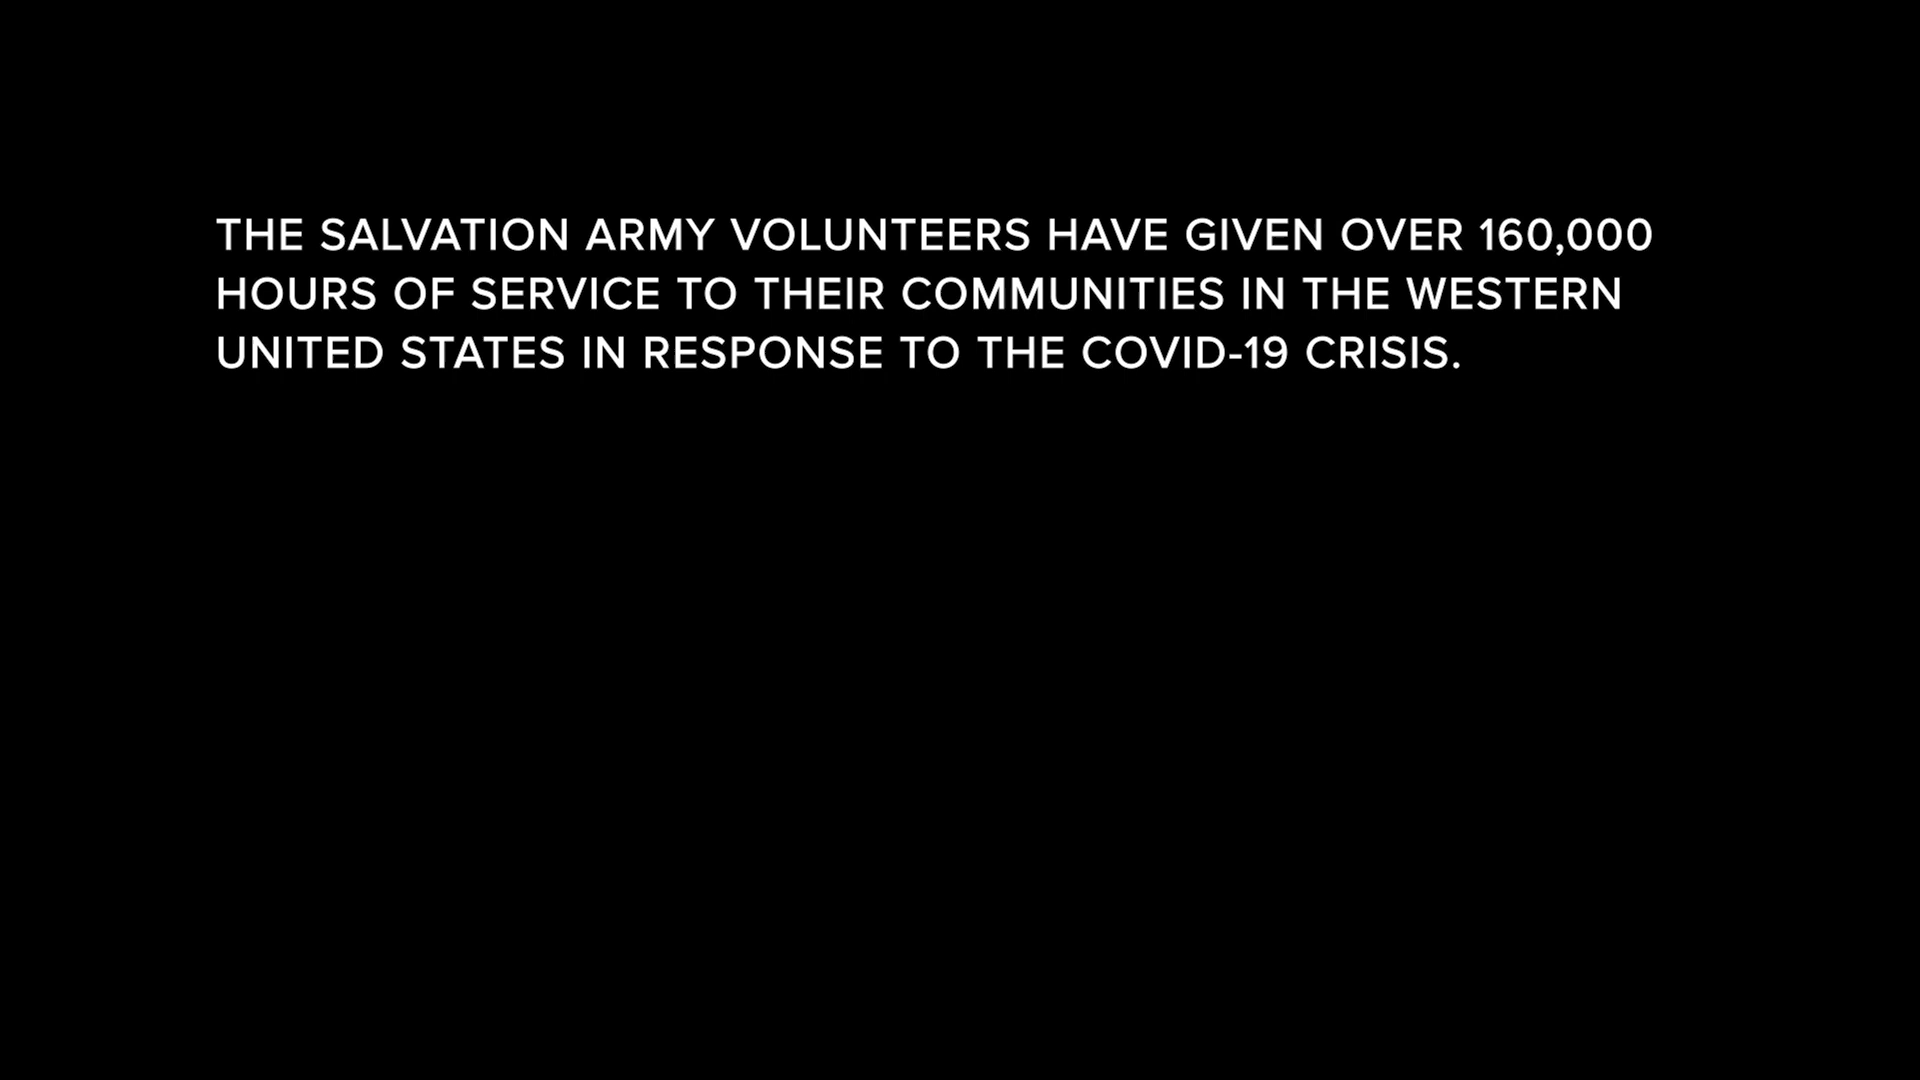 THE SALVATION ARMY VOLUNTEERS HAVE GIVEN OVER 160,000
HOURS OF SERVICE TO THEIR COMMUNITIES IN THE WESTERN
UNITED STATES IN RESPONSE TO THE COVID-19 CRISIS.